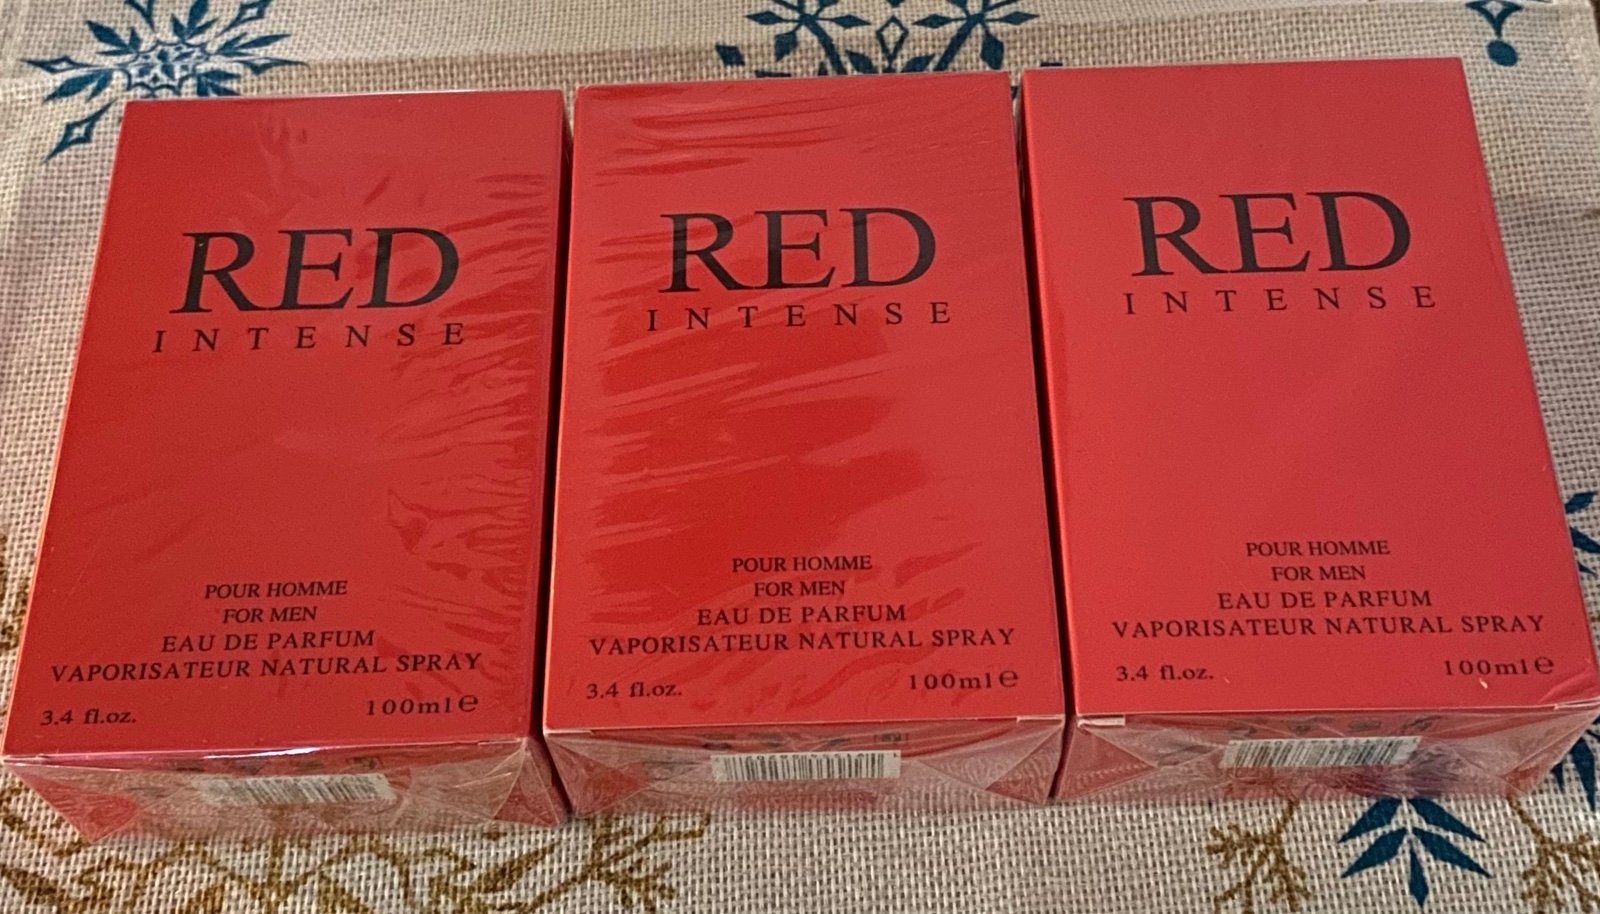 RED
INTENSE
POUR HOMME
FOR MEN
EAU DE PARFUM
VAPORISATEUR NATURAL SPRAY
3.4 fl.oz.
100ml℮
RED
INTENSE
POUR HOMME
FOR MEN
EAU DE PARFUM
VAPORISATEUR NATURAL SPRAY
3.4 fl.oz.
100ml℮
RED
INTENSE
POUR HOMME
FOR MEN
EAU DE PARFUM
VAPORISATEUR NATURAL SPRAY
3.4 fl.oz.
100ml℮